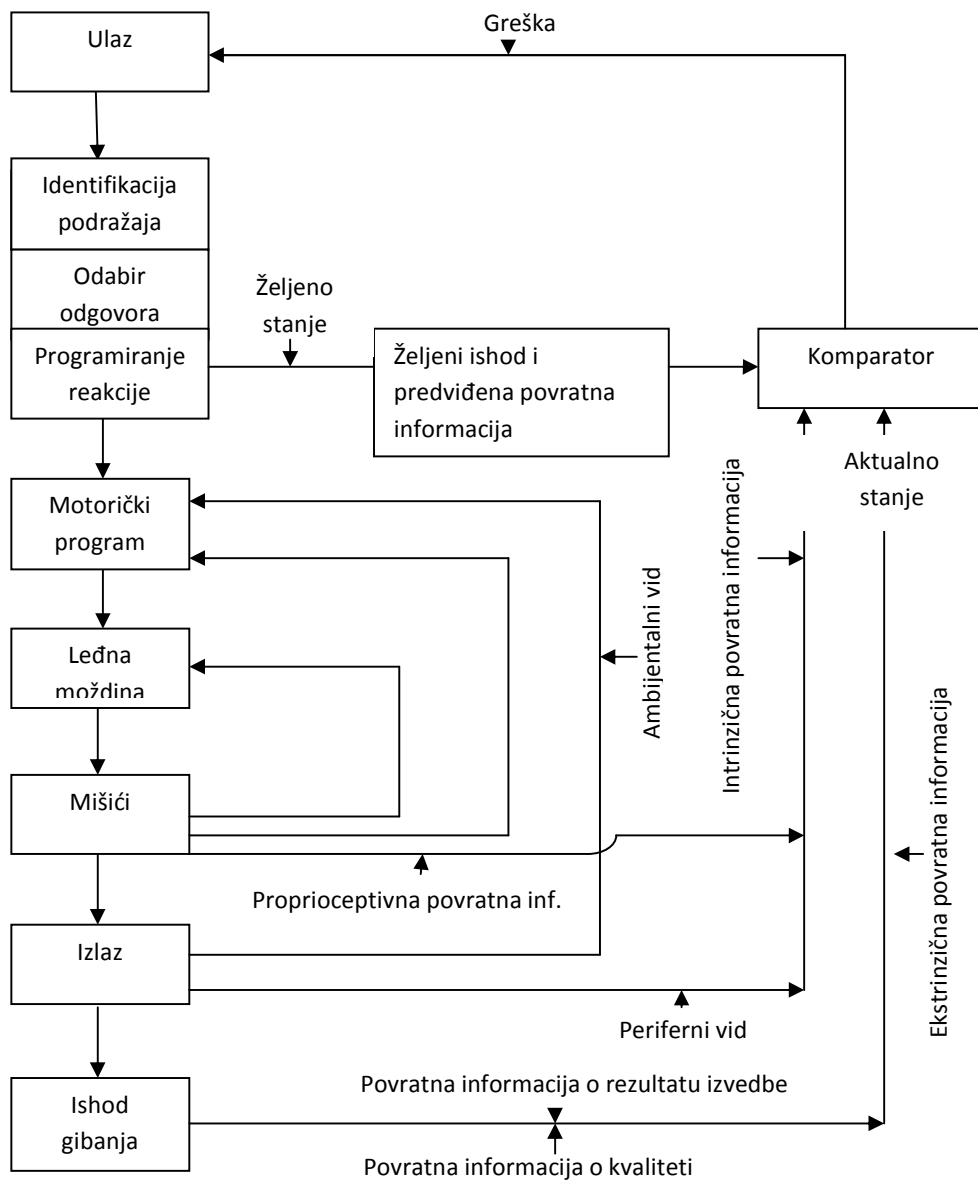 Greška
Ulaz
Identifikacija
podražaja
Odabir
odgovora
Željeno
stanje
Programiranje
reakcije
Željeni ishod i
predviđena povratna
informacija
Komparator
Aktualno
stanje
Motorički
program
Intrinzična povratna informacija
Ambijentalni vid
Leđna
moždina
Ekstrinzična povratna informacija
Mišići
Proprioceptivna povratna inf.
Izlaz
Periferni vid
Povratna informacija o rezultatu izvedbe
Ishod
gibanja
Povratna informacija o kvaliteti